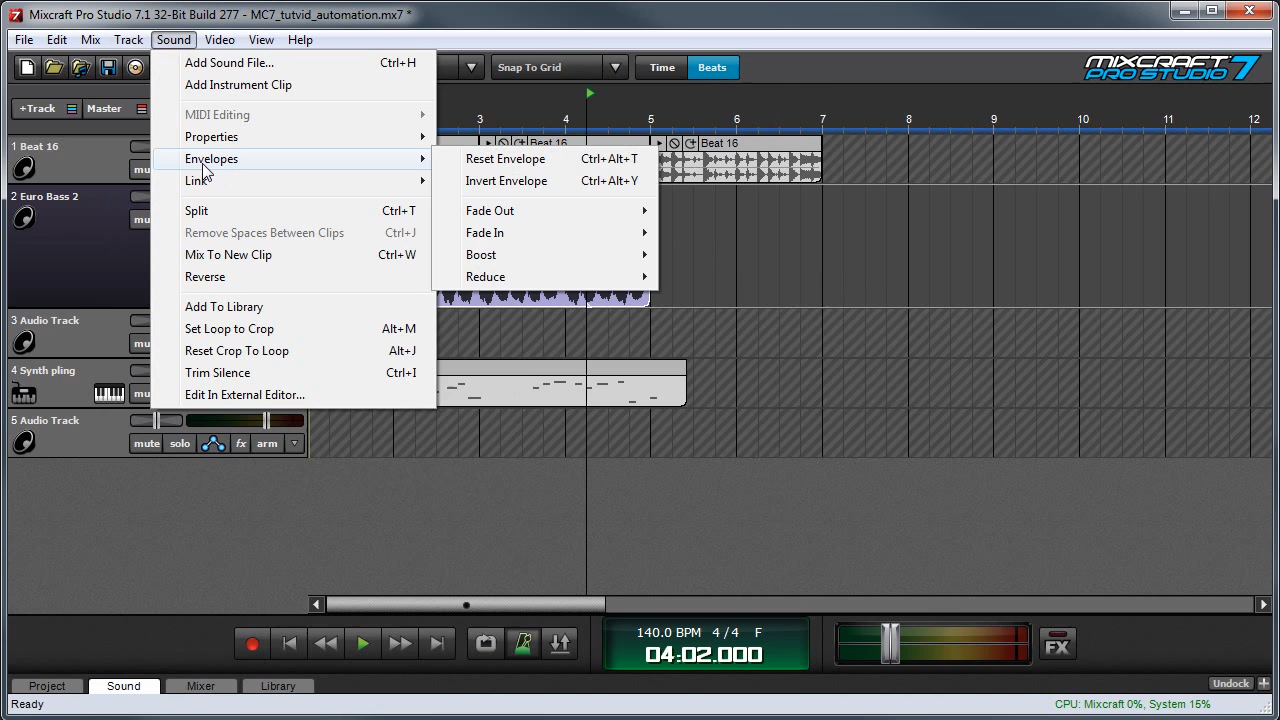 Mixcraft Pro Studio 7.1 32-Bit Build 277 - MC7_tutvid_automation.mx7 *
File Edit Mix Track Sound Video View Help
Add Sound File... Ctrl+H
Add Instrument Clip
MIDI Editing
Properties
Envelopes
Link
Split Ctrl+T
Remove Spaces Between Clips Ctrl+J
Mix To New Clip Ctrl+W
Reverse
Add To Library
Set Loop to Crop Alt+M
Reset Crop To Loop Alt+J
Trim Silence Ctrl+I
Edit In External Editor...
Reset Envelope Ctrl+Alt+T
Invert Envelope Ctrl+Alt+Y
Fade Out
Fade In
Boost
Reduce
Snap To Grid
Time Beats
MIXCRAFT
PRO STUDIO 7
+Track Master
3 4 5 6 7 8 9 10 11 12
1 Beat 16
Beat 16
Beat 16
2 Euro Bass 2
3 Audio Track
4 Synth pling
5 Audio Track
mute solo fx arm
140.0 BPM 4 / 4 F
04:02.000
FX
Project Sound Mixer Library
Undock
Ready
CPU: Mixcraft 0%, System 15%